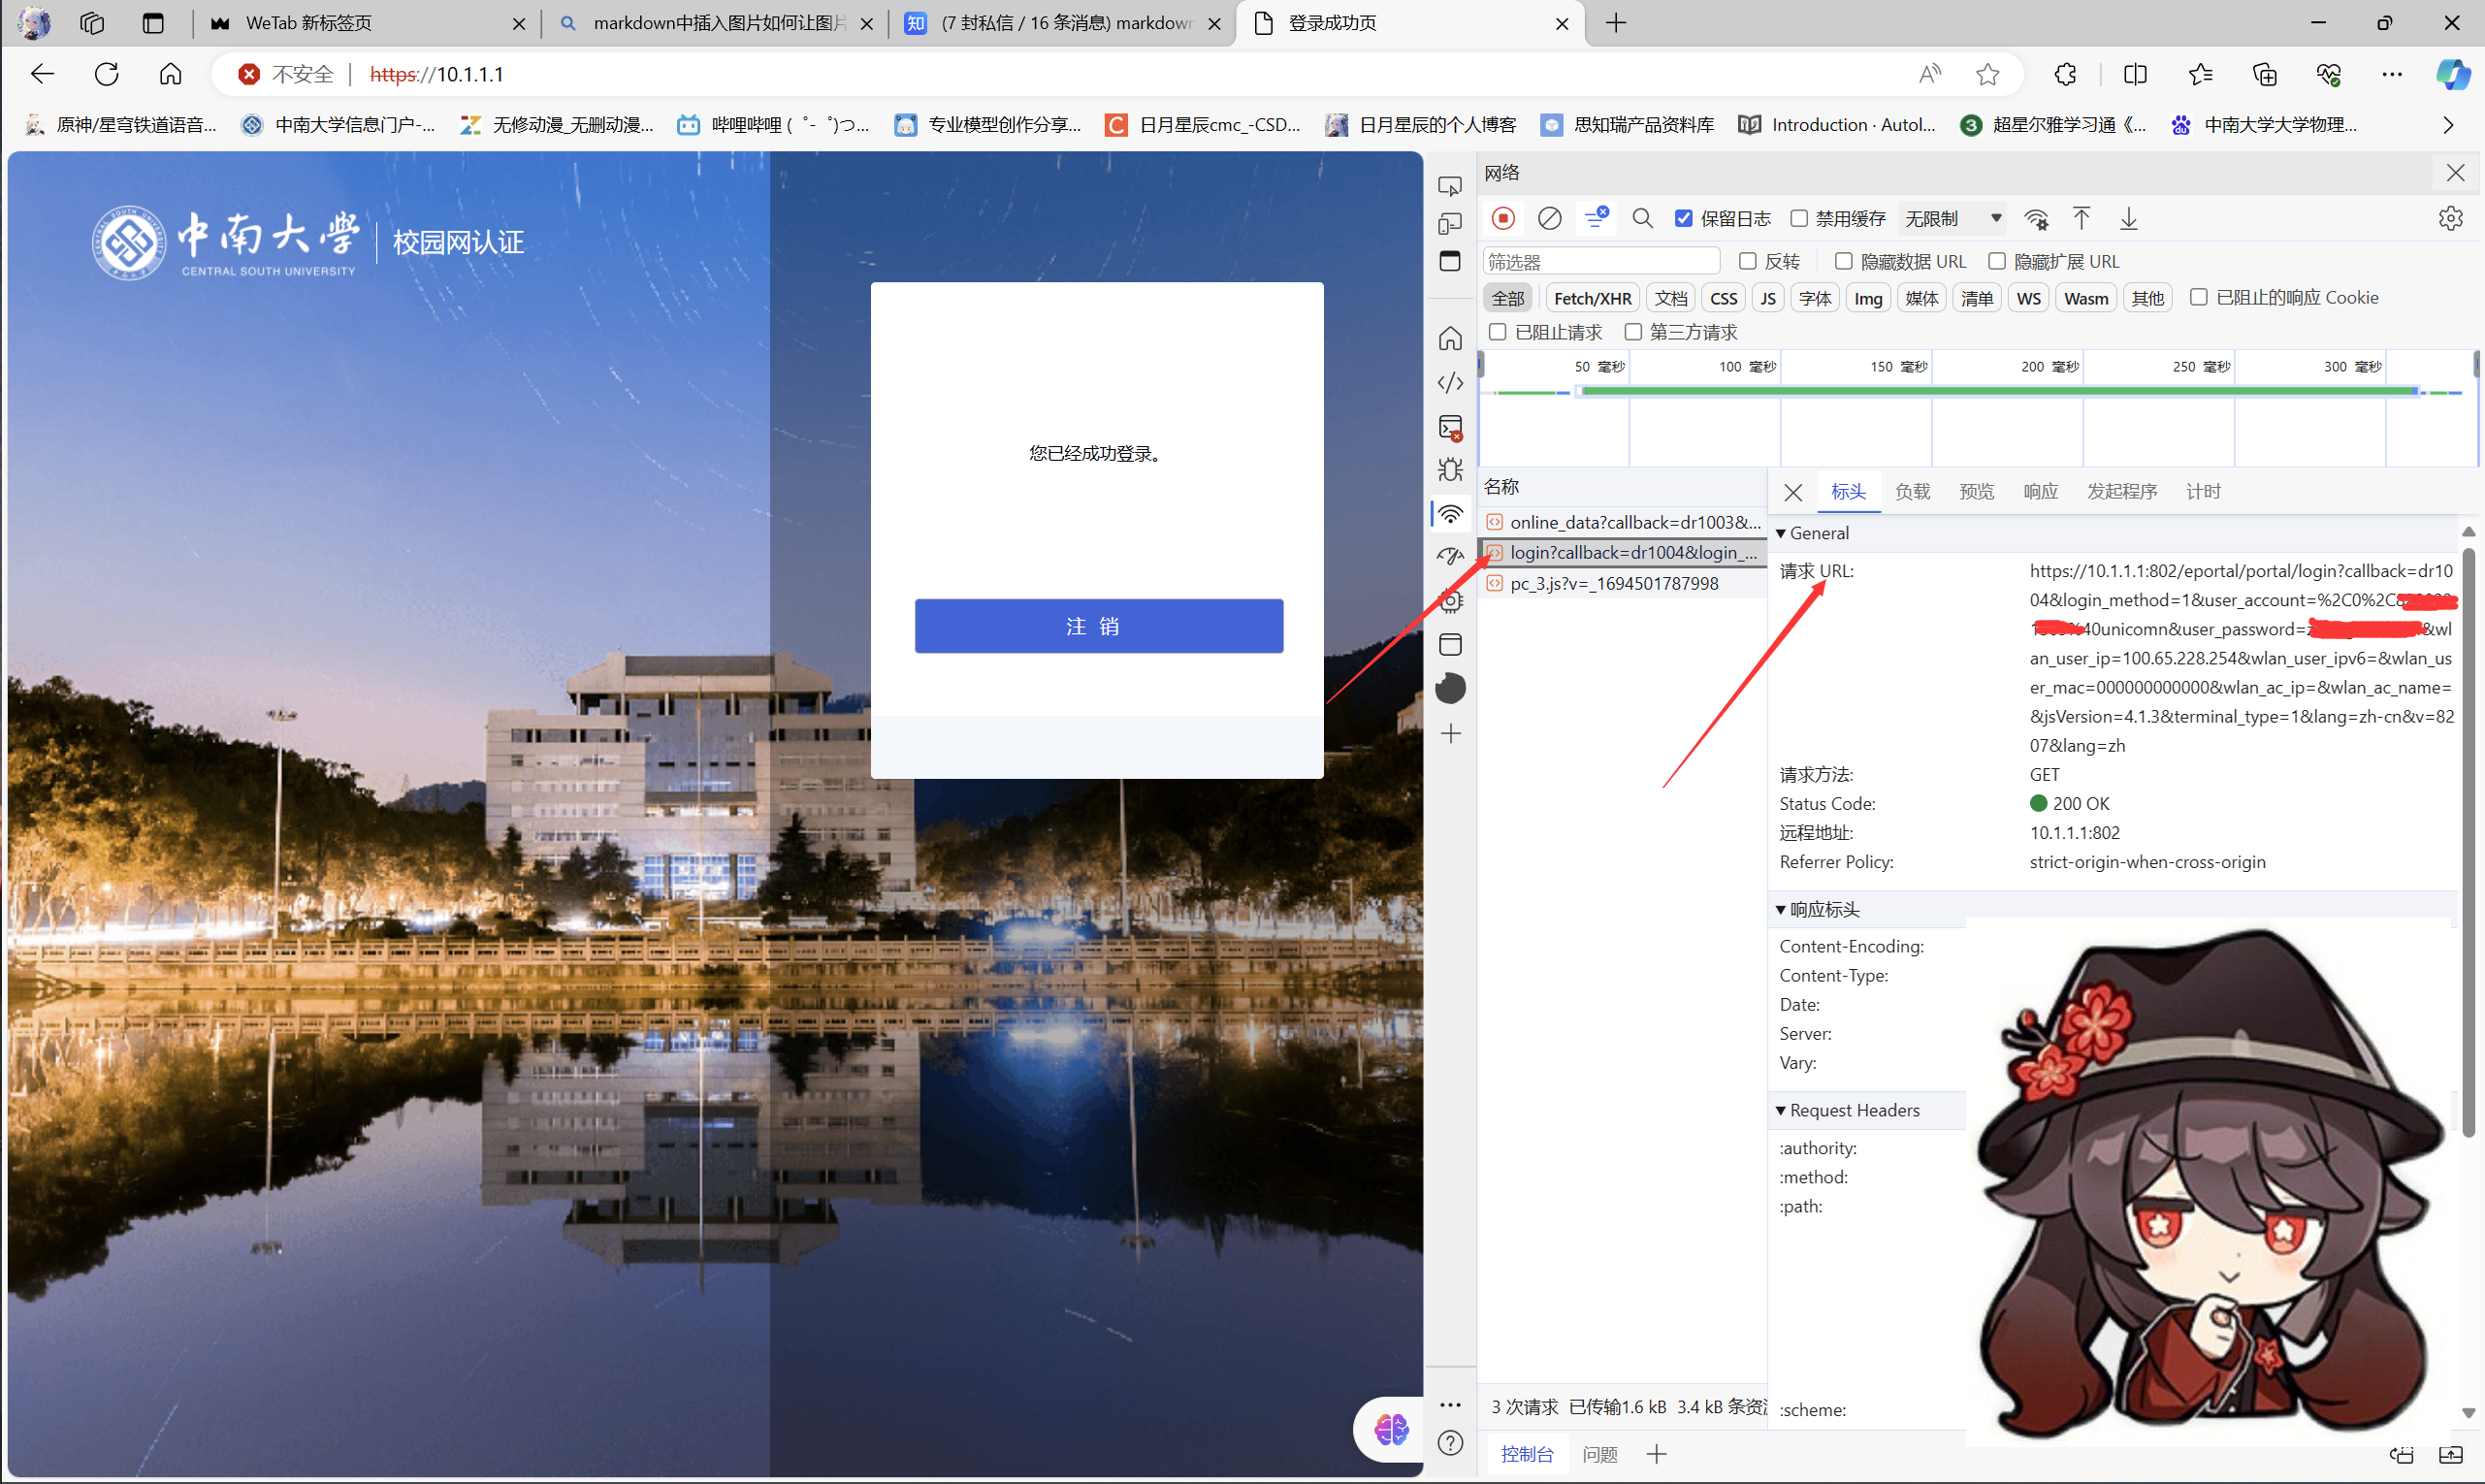 WeTab 新标签页
markdown中插入图片如何让图片
(7 封私信 / 16 条消息) markdown
登录成功页
不安全 https://10.1.1.1
原神/星穹铁道语音...
中南大学信息门户-...
无修动漫_无删动漫...
哔哩哔哩 (゜-゜)つ...
专业模型创作分享...
日月星辰cmc_-CSD...
日月星辰的个人博客
思知瑞产品资料库
Introduction · Autol...
超星尔雅学习通《...
中南大学大学物理...
中南大学
CENTRAL SOUTH UNIVERSITY
校园网认证
您已经成功登录。
注 销
网络
保留日志 禁用缓存 无限制
筛选器 反转 隐藏数据 URL 隐藏扩展 URL
全部 Fetch/XHR 文档 CSS JS 字体 Img 媒体 清单 WS Wasm 其他 已阻止的响应 Cookie
已阻止请求 第三方请求
50 毫秒 100 毫秒 150 毫秒 200 毫秒 250 毫秒 300 毫秒
名称
online_data?callback=dr1003&...
login?callback=dr1004&login_...
pc_3.js?v=_1694501787998
标头 负载 预览 响应 发起程序 计时
General
请求 URL:
https://10.1.1.1:802/eportal/portal/login?callback=dr10
04&login_method=1&user_account=%2C0%2C
40unicomn&user_password= &wl
an_user_ip=100.65.228.254&wlan_user_ipv6=&wlan_us
er_mac=000000000000&wlan_ac_ip=&wlan_ac_name=
&jsVersion=4.1.3&terminal_type=1&lang=zh-cn&v=82
07&lang=zh
请求方法: GET
Status Code: 200 OK
远程地址: 10.1.1.1:802
Referrer Policy: strict-origin-when-cross-origin
响应标头
Content-Encoding:
Content-Type:
Date:
Server:
Vary:
Request Headers
:authority:
:method:
:path:
:scheme:
3 次请求 已传输1.6 kB 3.4 kB 条资
控制台 问题